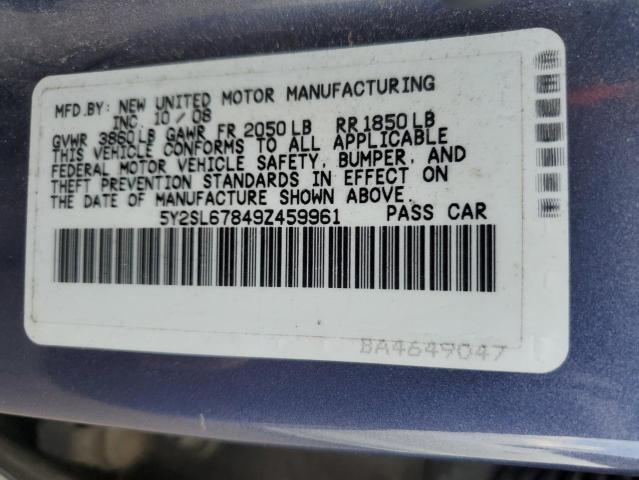 MFD.BY: NEW UNITED MOTOR MANUFACTURING
INC. 10 / 08
GVWR 3860 LB GAWR FR 2050 LB RR 1850 LB
THIS VEHICLE CONFORMS TO ALL APPLICABLE
FEDERAL MOTOR VEHICLE SAFETY, BUMPER, AND
THEFT PREVENTION STANDARDS IN EFFECT ON
THE DATE OF MANUFACTURE SHOWN ABOVE.
5Y2SL67849Z459961 PASS CAR
BA4649047